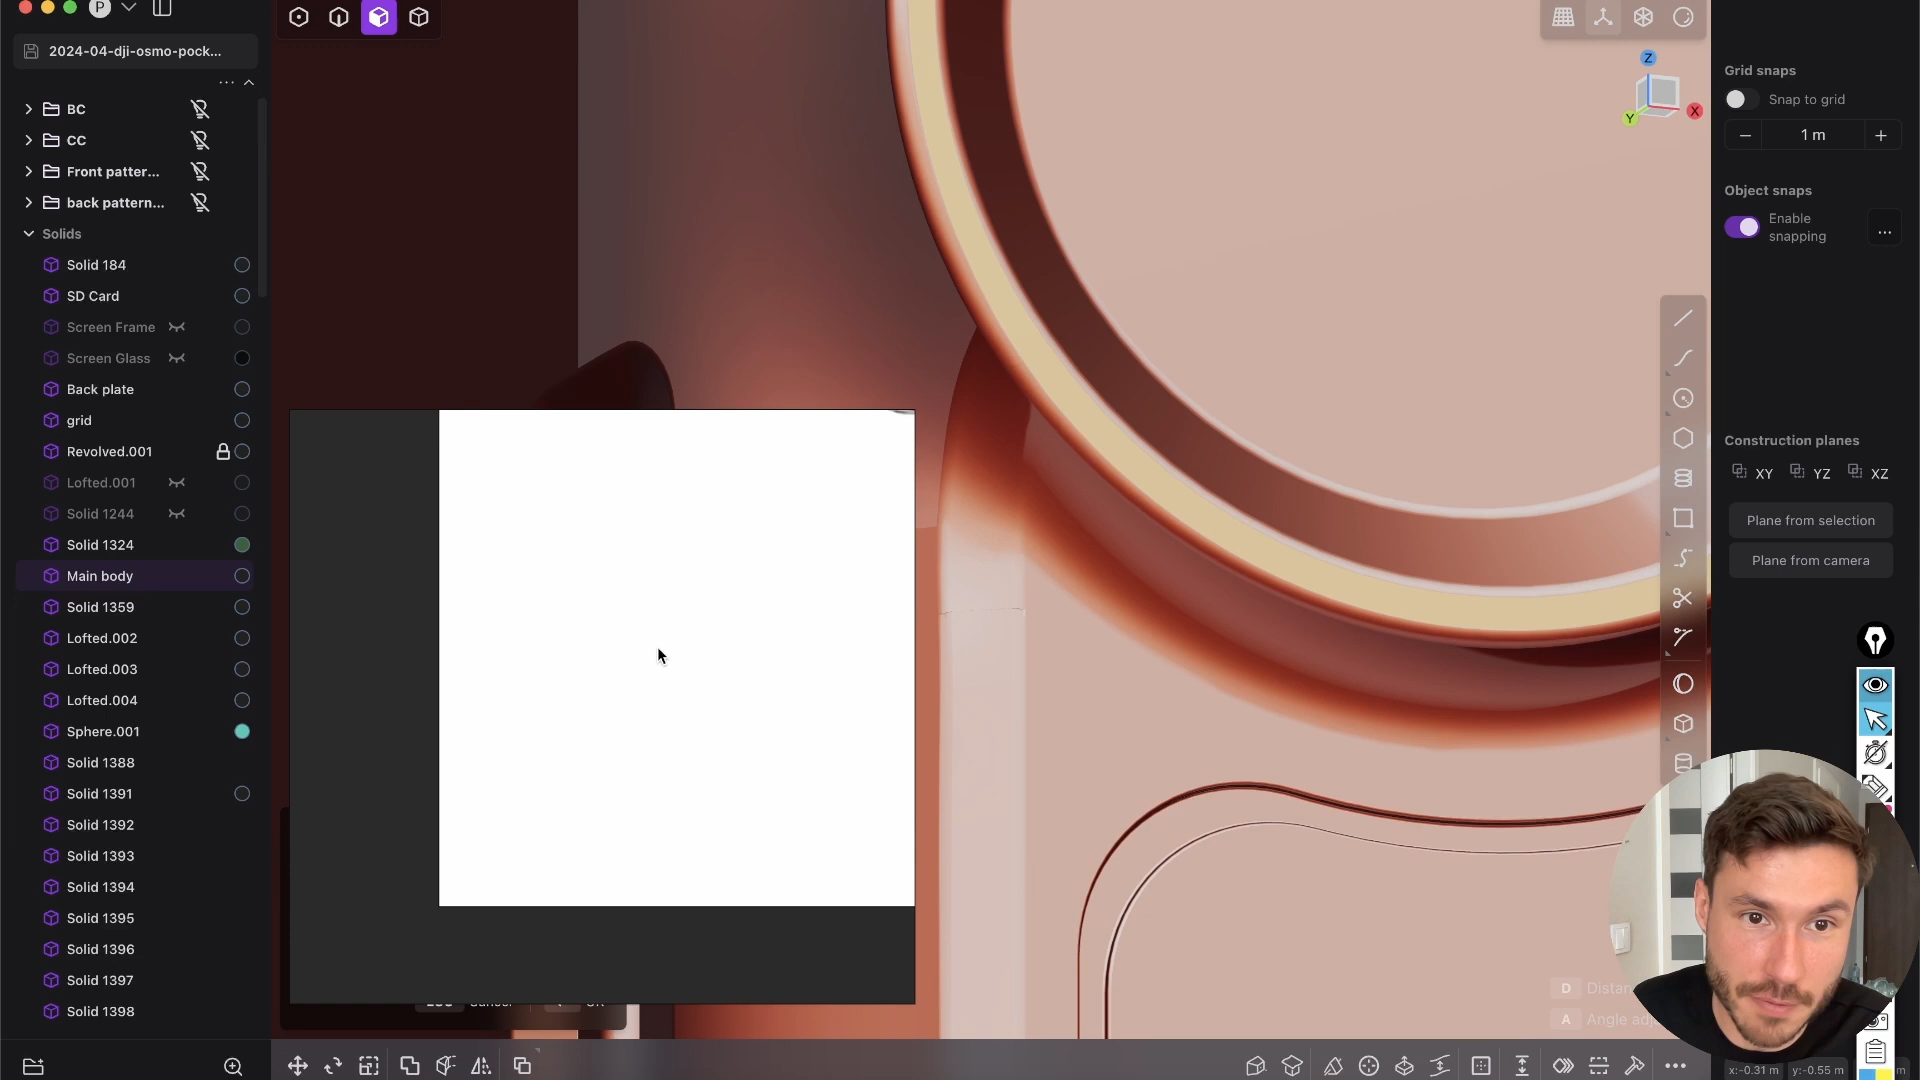 P
2024-04-dji-osmo-pock...
BC
CC
Front patter...
back pattern...
Solids
Solid 184
SD Card
Screen Frame
Screen Glass
Back plate
grid
Revolved.001
Lofted.001
Solid 1244
Solid 1324
Main body
Solid 1359
Lofted.002
Lofted.003
Lofted.004
Sphere.001
Solid 1388
Solid 1391
Solid 1392
Solid 1393
Solid 1394
Solid 1395
Solid 1396
Solid 1397
Solid 1398
Z
Y
X
Grid snaps
Snap to grid
1 m
Object snaps
Enable
snapping
...
Construction planes
XY YZ XZ
Plane from selection
Plane from camera
D
A Angle
x:-0.31 m y:-0.55 m